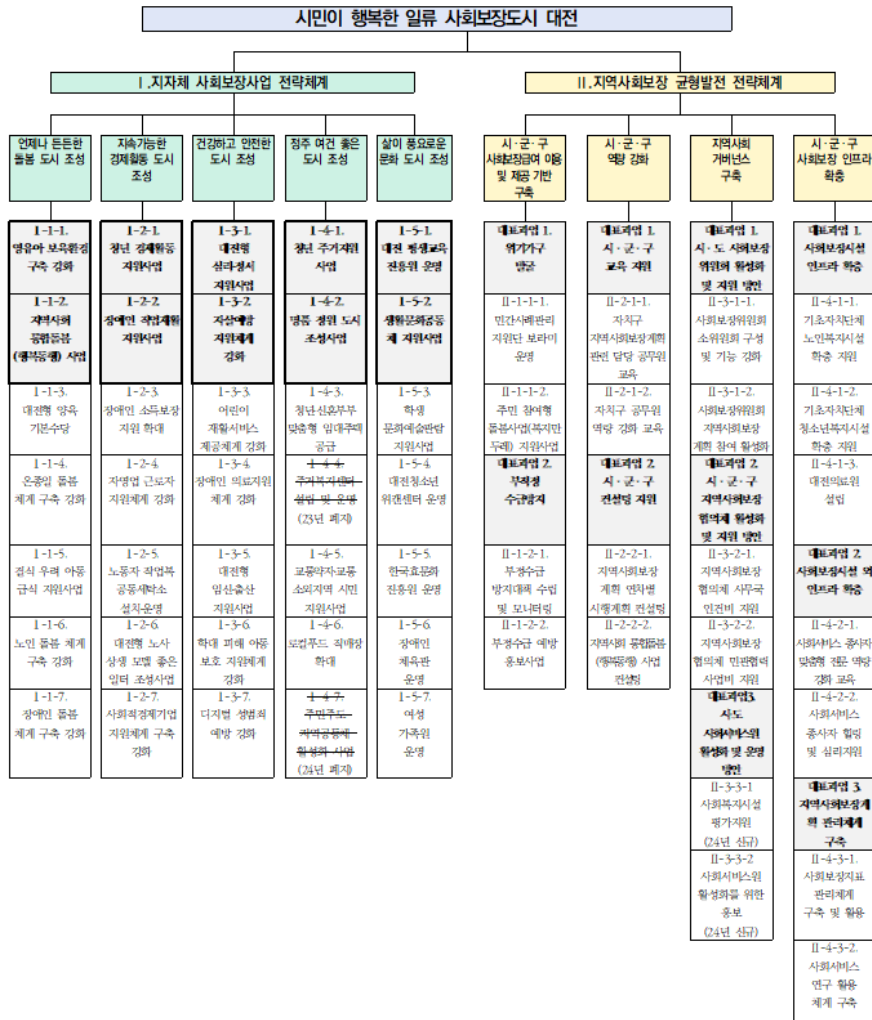 시민이 행복한 일류 사회보장도시 대전
Ⅰ.지자체 사회보장사업 전략체계
Ⅱ.지역사회보장 균형발전 전략체계
언제나 든든한
돌봄 도시 조성
지속가능한
경제활동 도시
조성
건강하고 안전한
도시 조성
정주 여건 좋은
도시 조성
삶이 풍요로운
문화 도시 조성
시·군·구
사회보장급여 이용
및 제공 기반
구축
시·군·구
역량 강화
지역사회
거버넌스
구축
시·군·구
사회보장 인프라
확충
Ⅰ-1-1.
영유아 보육환경
구축 강화
Ⅰ-1-2.
지역사회
통합돌봄
(행복동행) 사업
Ⅰ-1-3.
대전형 양육
기본수당
Ⅰ-1-4.
온종일 돌봄
체계 구축 강화
Ⅰ-1-5.
결식 우려 아동
급식 지원사업
Ⅰ-1-6.
노인 돌봄 체계
구축 강화
Ⅰ-1-7.
장애인 돌봄
체계 구축 강화
Ⅰ-2-1.
청년 경제활동
지원사업
Ⅰ-2-2.
장애인 직업재활
지원사업
Ⅰ-2-3.
장애인 소득보장
지원 확대
Ⅰ-2-4.
자영업 근로자
지원체계 강화
Ⅰ-2-5.
노동자 작업복
공동세탁소
설치운영
Ⅰ-2-6.
대전형 노사
상생 모델 좋은
일터 조성사업
Ⅰ-2-7.
사회적경제기업
지원체계 구축
강화
Ⅰ-3-1.
대전형
심리·정서
지원사업
Ⅰ-3-2.
자살예방
지원체계
강화
Ⅰ-3-3.
어린이
재활서비스
제공체계 강화
Ⅰ-3-4.
장애인 의료지원
체계 강화
Ⅰ-3-5.
대전형
임신·출산
지원사업
Ⅰ-3-6.
학대 피해 아동
보호 지원체계
강화
Ⅰ-3-7.
디지털 성범죄
예방 강화
Ⅰ-4-1.
청년 주거지원
사업
Ⅰ-4-2.
명품 정원 도시
조성사업
Ⅰ-4-3.
청년신혼부부
맞춤형 임대주택
공급
Ⅰ-4-4.
주거복지센터
설립 및 운영
(23년 폐지)
Ⅰ-4-5.
교통약자·교통
소외지역 시민
지원사업
Ⅰ-4-6.
로컬푸드 직매장
확대
Ⅰ-4-7.
주민주도
지역공동체
활성화 사업
(24년 폐지)
Ⅰ-5-1.
대전 평생교육
진흥원 운영
Ⅰ-5-2.
생활문화공동
체 지원사업
Ⅰ-5-3.
학생
문화예술관람
지원사업
Ⅰ-5-4.
대전청소년
위캔센터 운영
Ⅰ-5-5.
한국효문화
진흥원 운영
Ⅰ-5-6.
장애인
체육관
운영
Ⅰ-5-7.
여성
가족원
운영
대표과업 1.
위기가구
발굴
Ⅱ-1-1-1.
민간사례관리
지원단 보라미
운영
Ⅱ-1-1-2.
주민 참여형
돌봄사업(복지만
두레) 지원사업
대표과업 2.
부적정
수급방지
Ⅱ-1-2-1.
부정수급
방지대책 수립
및 모니터링
Ⅱ-1-2-2.
부정수급 예방
홍보사업
대표과업 1.
시·군·구
교육 지원
Ⅱ-2-1-1.
자치구
지역사회보장계획
관련 담당 공무원
교육
Ⅱ-2-1-2.
자치구 공무원
역량 강화 교육
대표과업 2.
시·군·구
컨설팅 지원
Ⅱ-2-2-1.
지역사회보장
계획 연차별
시행계획 컨설팅
Ⅱ-2-2-2.
지역사회 통합돌봄
(행복동행) 사업
컨설팅
대표과업 1.
시·도 사회보장
위원회 활성화
및 지원 방안
Ⅱ-3-1-1.
사회보장위원회
소위원회 구성
및 기능 강화
Ⅱ-3-1-2.
사회보장위원회
지역사회보장
계획 참여 활성화
대표과업 2.
시·군·구
지역사회보장
협의체 활성화
및 지원 방안
Ⅱ-3-2-1.
지역사회보장
협의체 사무국
인건비 지원
Ⅱ-3-2-2.
지역사회보장
협의체 민관협력
사업비 지원
대표과업3.
시도
사회서비스원
활성화 및 운영
방안
Ⅱ-3-3-1
사회복지시설
평가지원
(24년 신규)
Ⅱ-3-3-2
사회서비스원
활성화를 위한
홍보
(24년 신규)
대표과업 1.
사회보장시설
인프라 확충
Ⅱ-4-1-1.
기초자치단체
노인복지시설
확충 지원
Ⅱ-4-1-2.
기초자치단체
청소년복지시설
확충 지원
Ⅱ-4-1-3.
대전의료원
설립
대표과업 2.
사회보장시설 외
인프라 확충
Ⅱ-4-2-1.
사회서비스 종사자
맞춤형 전문 역량
강화 교육
Ⅱ-4-2-2.
사회서비스
종사자 힐링
및 심리지원
대표과업 3.
지역사회보장계
획 관리체계
구축
Ⅱ-4-3-1.
사회보장지표
관리체계
구축 및 활용
Ⅱ-4-3-2.
사회서비스
연구 활용
체계 구축